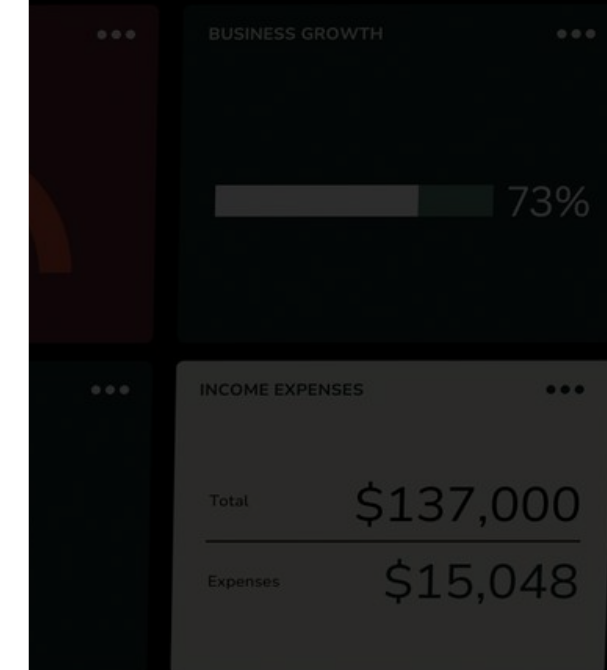 BUSINESS GROWTH
73%
INCOME EXPENSES
Total $137,000
Expenses $15,048